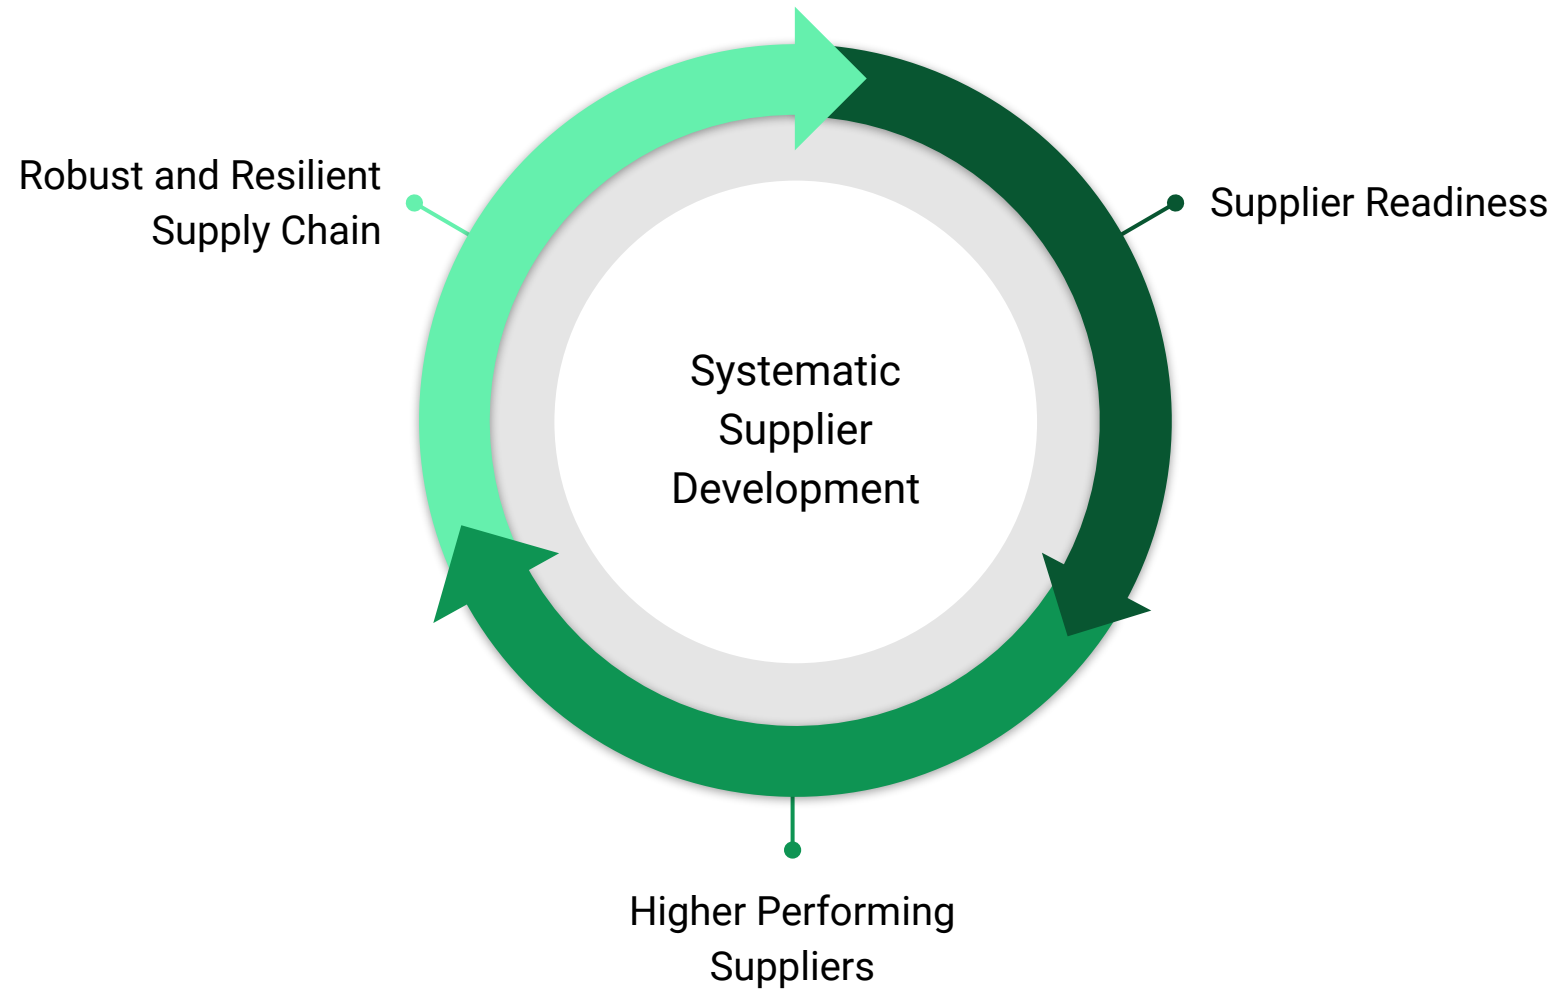 Robust and Resilient
Supply Chain
Supplier Readiness
Systematic
Supplier
Development
Higher Performing
Suppliers